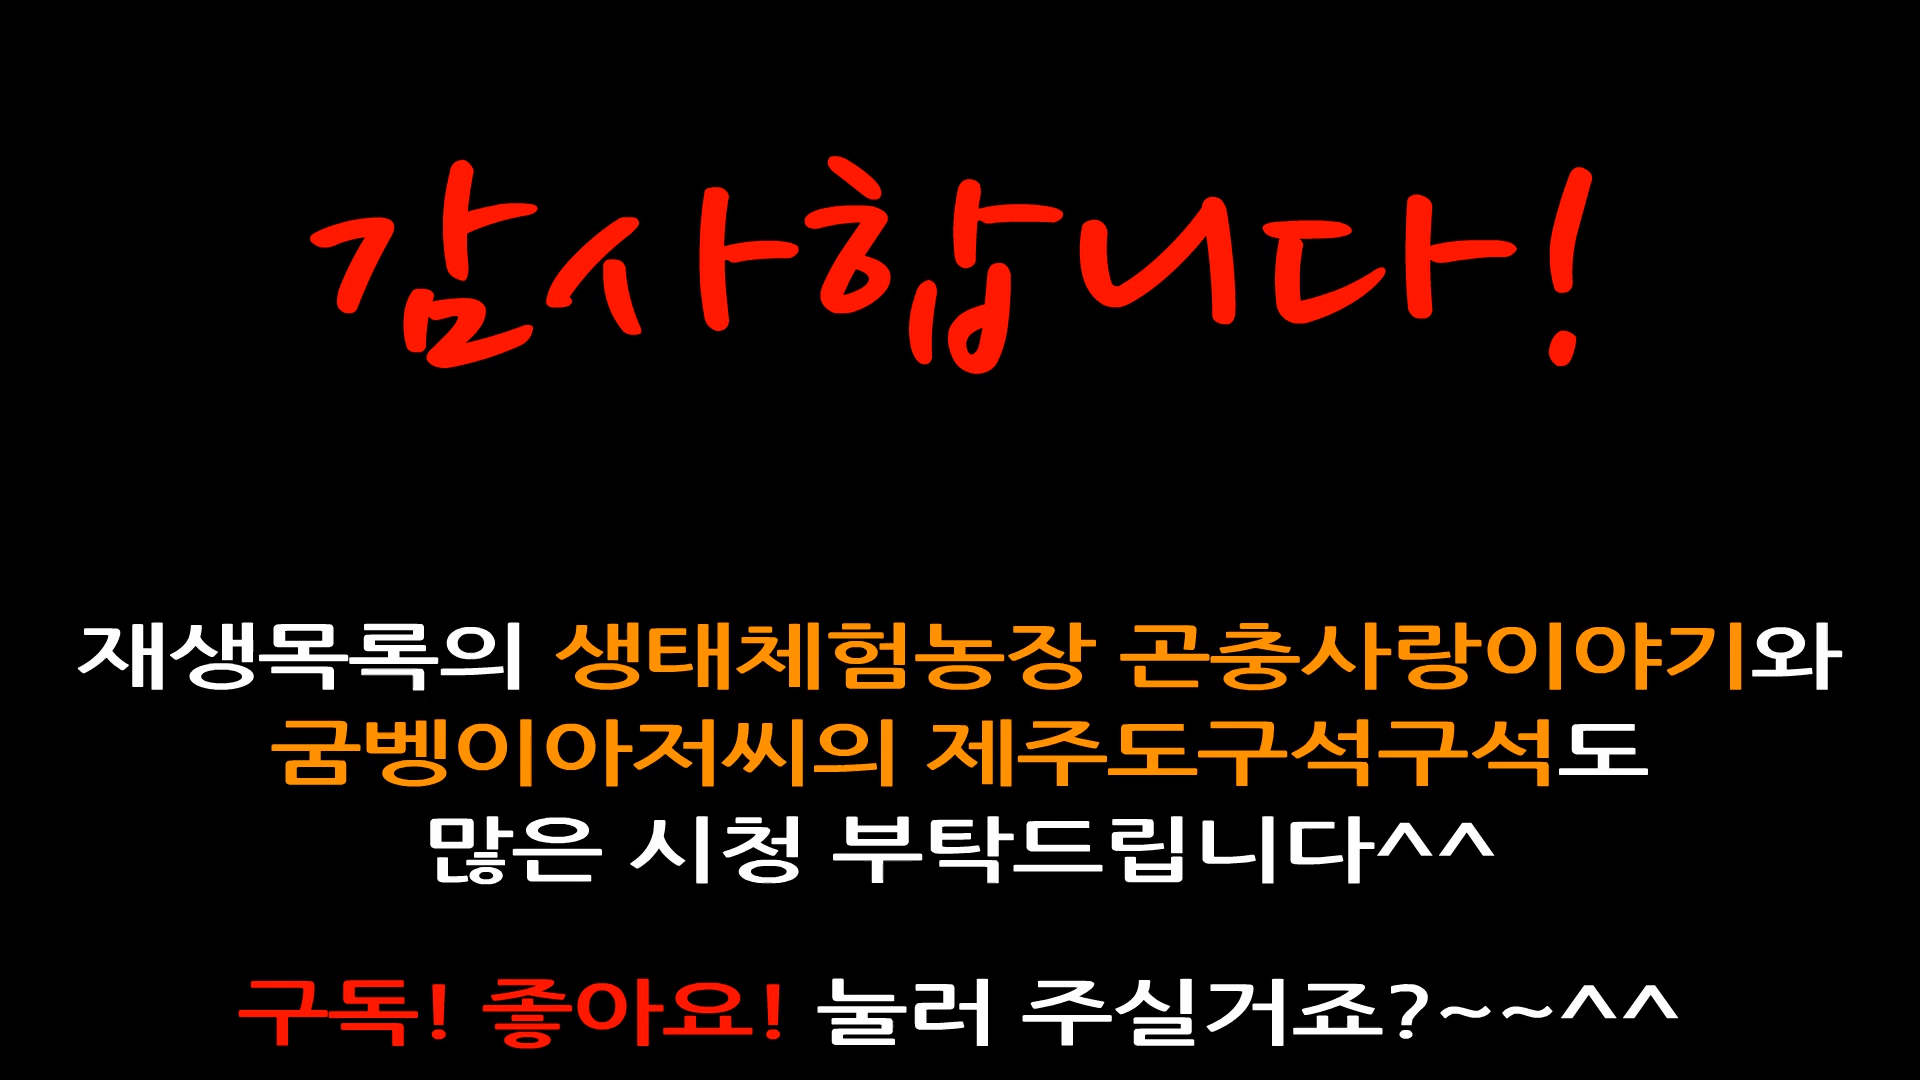 감사합니다!
재생목록의 생태체험농장 곤충사랑이야기와
굼벵이아저씨의 제주도구석구석도
많은 시청 부탁드립니다^^
구독! 좋아요! 눌러 주실거죠?~~^^